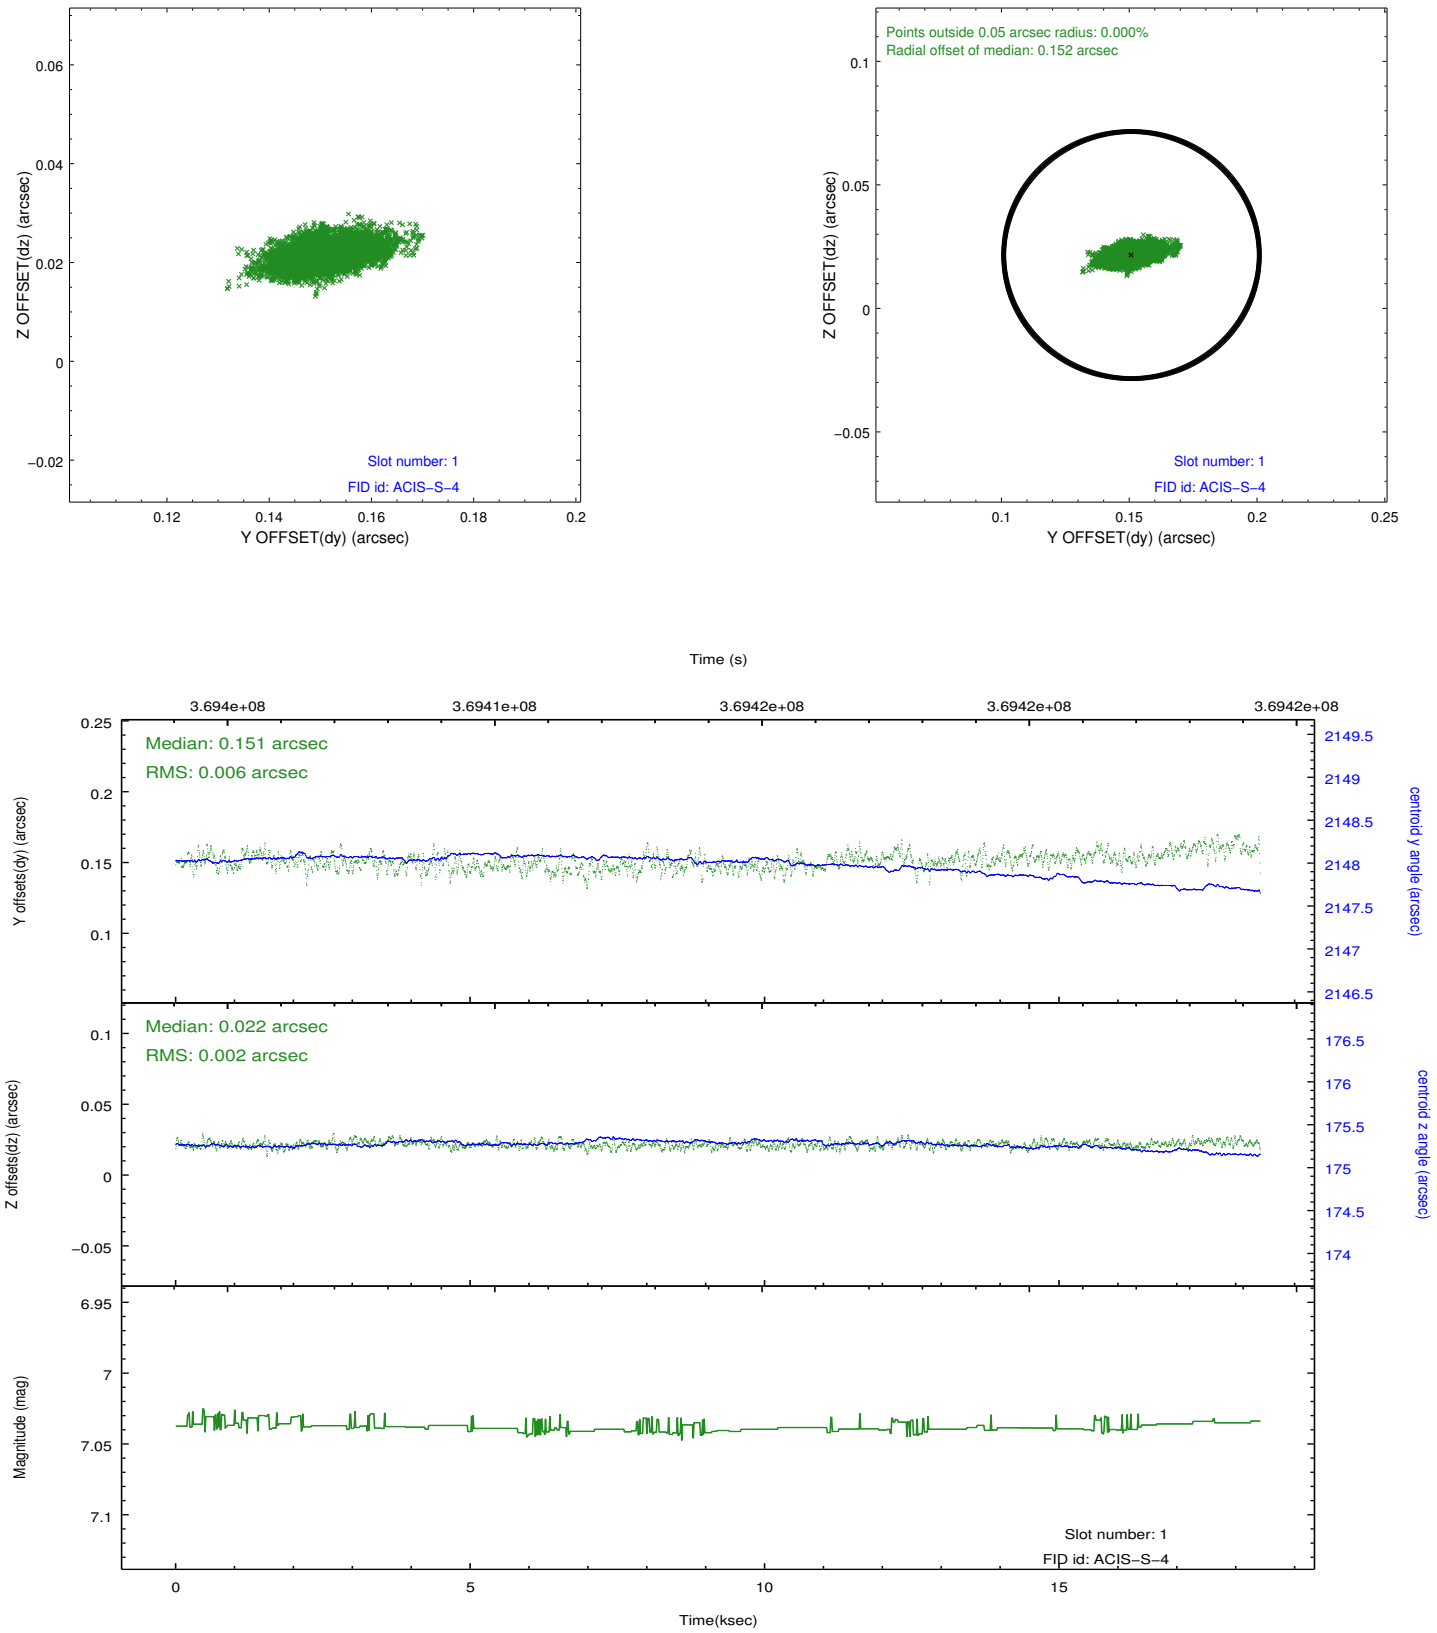 0.06
0.04
0.02
0
−0.02
Z OFFSET(dz) (arcsec)
0.12
0.14
0.16
0.18
0.2
Y OFFSET(dy) (arcsec)
Slot number: 1
FID id: ACIS−S−4
Points outside 0.05 arcsec radius: 0.000%
Radial offset of median: 0.152 arcsec
0.1
0.05
0
−0.05
Z OFFSET(dz) (arcsec)
0.1
0.15
0.2
0.25
Y OFFSET(dy) (arcsec)
Slot number: 1
FID id: ACIS−S−4
Time (s)
3.694e+08
3.6941e+08
3.6942e+08
3.6942e+08
3.6942e+08
Median: 0.151 arcsec
RMS: 0.006 arcsec
0.25
0.2
0.15
0.1
Y offsets(dy) (arcsec)
2149.5
2149
2148.5
2148
2147.5
2147
2146.5
centroid y angle (arcsec)
Median: 0.022 arcsec
RMS: 0.002 arcsec
0.1
0.05
0
−0.05
Z offsets(dz) (arcsec)
176.5
176
175.5
175
174.5
174
centroid z angle (arcsec)
6.95
7
7.05
7.1
Magnitude (mag)
Slot number: 1
FID id: ACIS−S−4
0
5
10
15
Time(ksec)